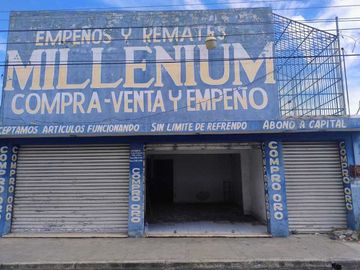 EMPEÑOS Y REMATES
MILLENIUM
COMPRA-VENTA Y EMPEÑO
ACEPTAMOS ARTICULOS FUNCIONANDO SIN LIMITE DE REFRENDO ABONO A CAPITAL
COMPRO ORO
COMPRO ORO
COMPRO ORO
COMPRO ORO